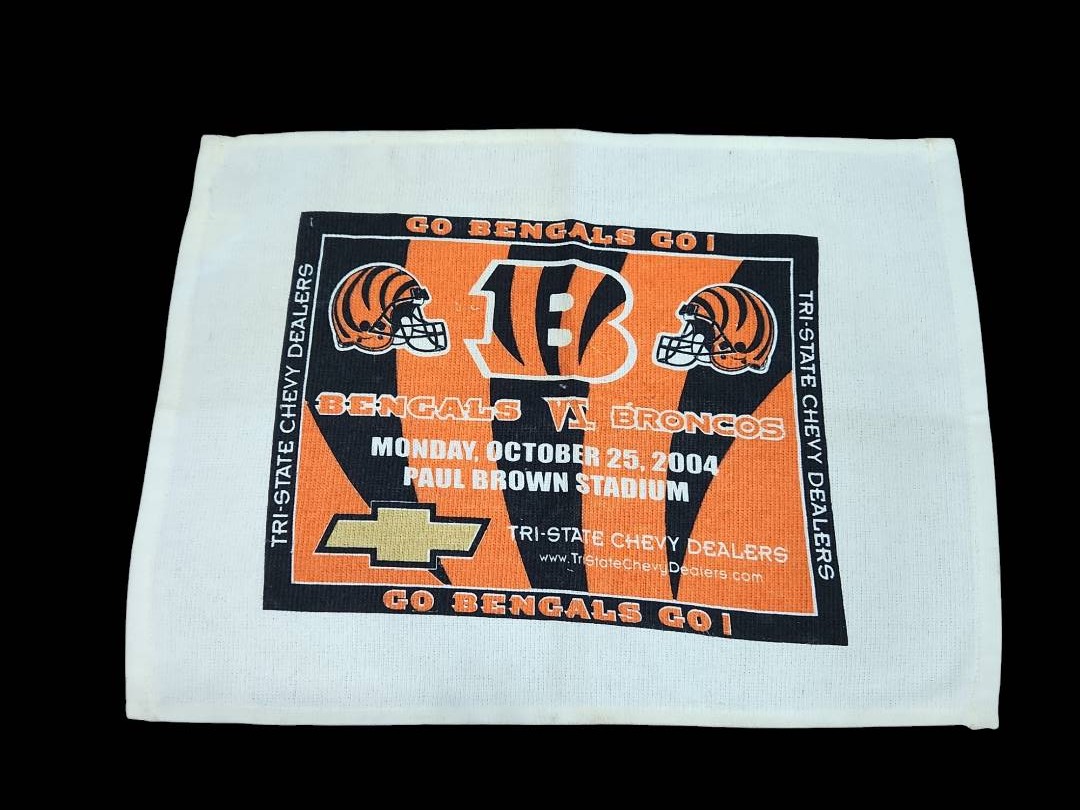 GO BENGALS GO!
TRI-STATE CHEVY DEALERS
B
BENGALS VS. BRONCOS
MONDAY, OCTOBER 25, 2004
PAUL BROWN STADIUM
TRI-STATE CHEVY DEALERS
www.TriStateChevyDealers.com
TRI-STATE CHEVY DEALERS
GO BENGALS GO!